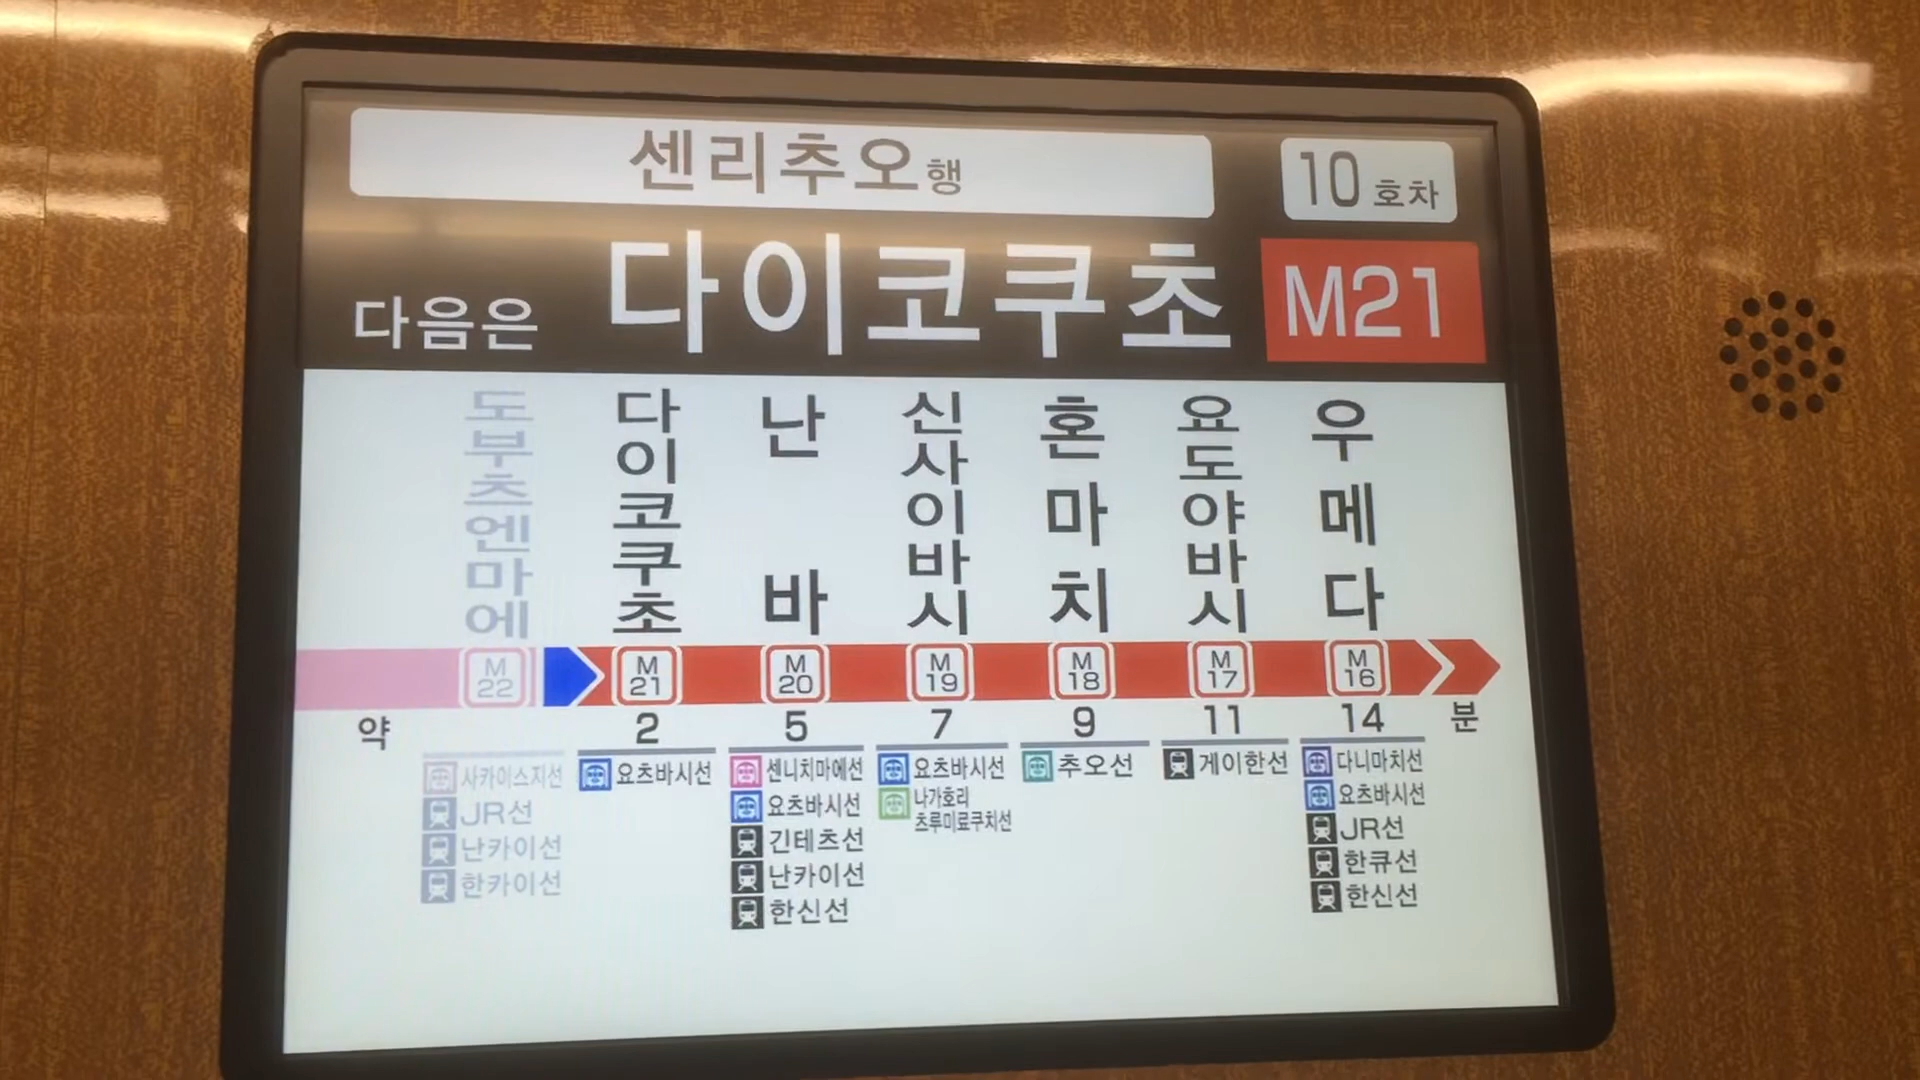 센리추오행
10 호차
다음은 다이코쿠초 M21
도부츠엔마에
다이코쿠초
난바
신사이바시
혼마치
요도야바시
우메다
M 22
M 21
M 20
M 19
M 18
M 17
M 16
약 2 5 7 9 11 14 분
사카이스지선
JR선
난카이선
한카이선
요츠바시선
센니치마에선
요츠바시선
긴테츠선
난카이선
한신선
요츠바시선
나가호리
츠루미료쿠치선
추오선
게이한선
다니마치선
요츠바시선
JR선
한큐선
한신선